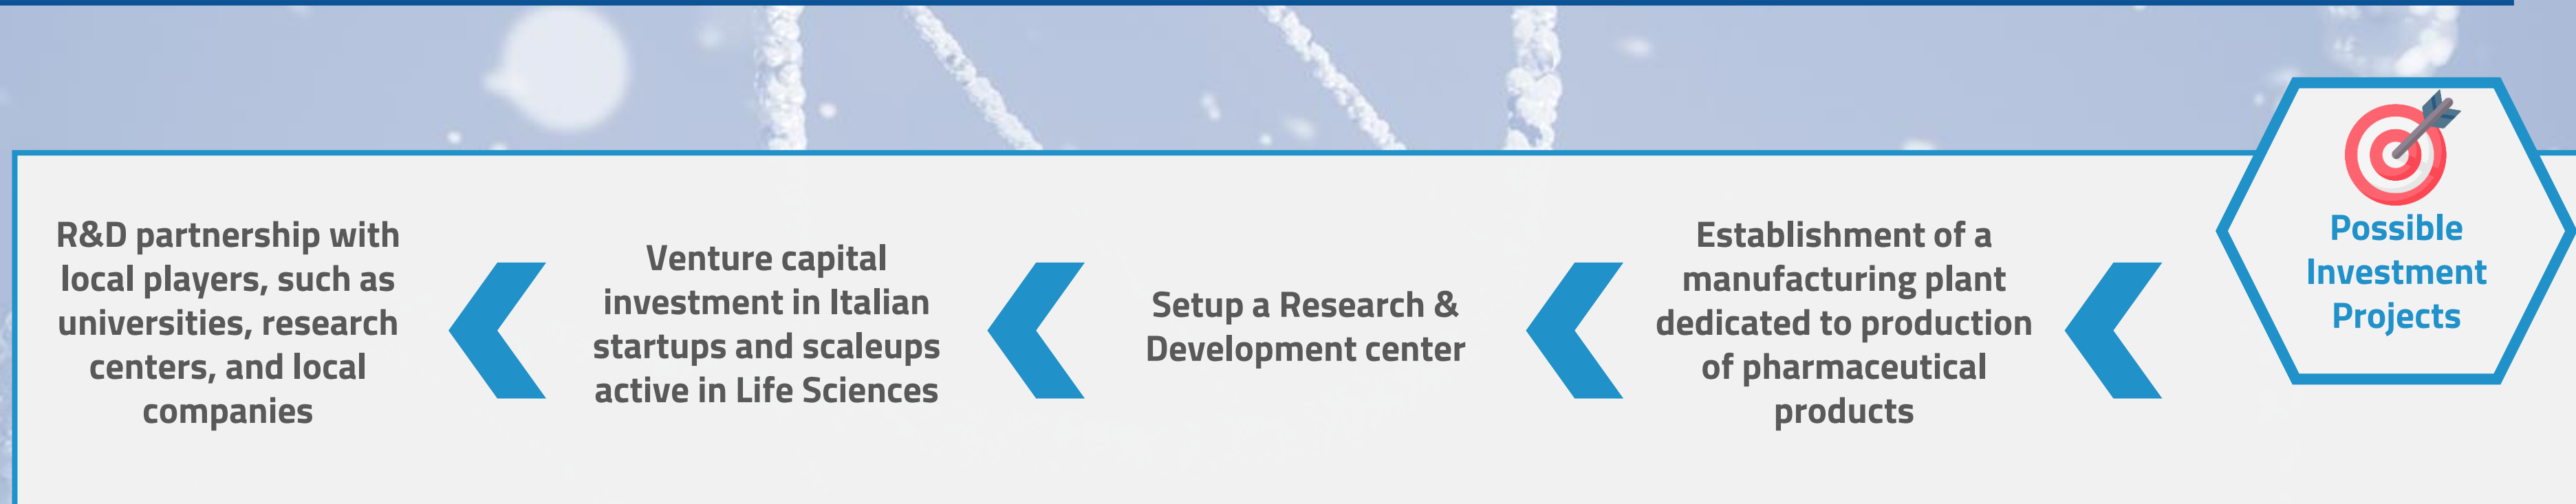 Possible
Investment
Projects
Establishment of a
manufacturing plant
dedicated to production
of pharmaceutical
products
Setup a Research &
Development center
Venture capital
investment in Italian
startups and scaleups
active in Life Sciences
R&D partnership with
local players, such as
universities, research
centers, and local
companies